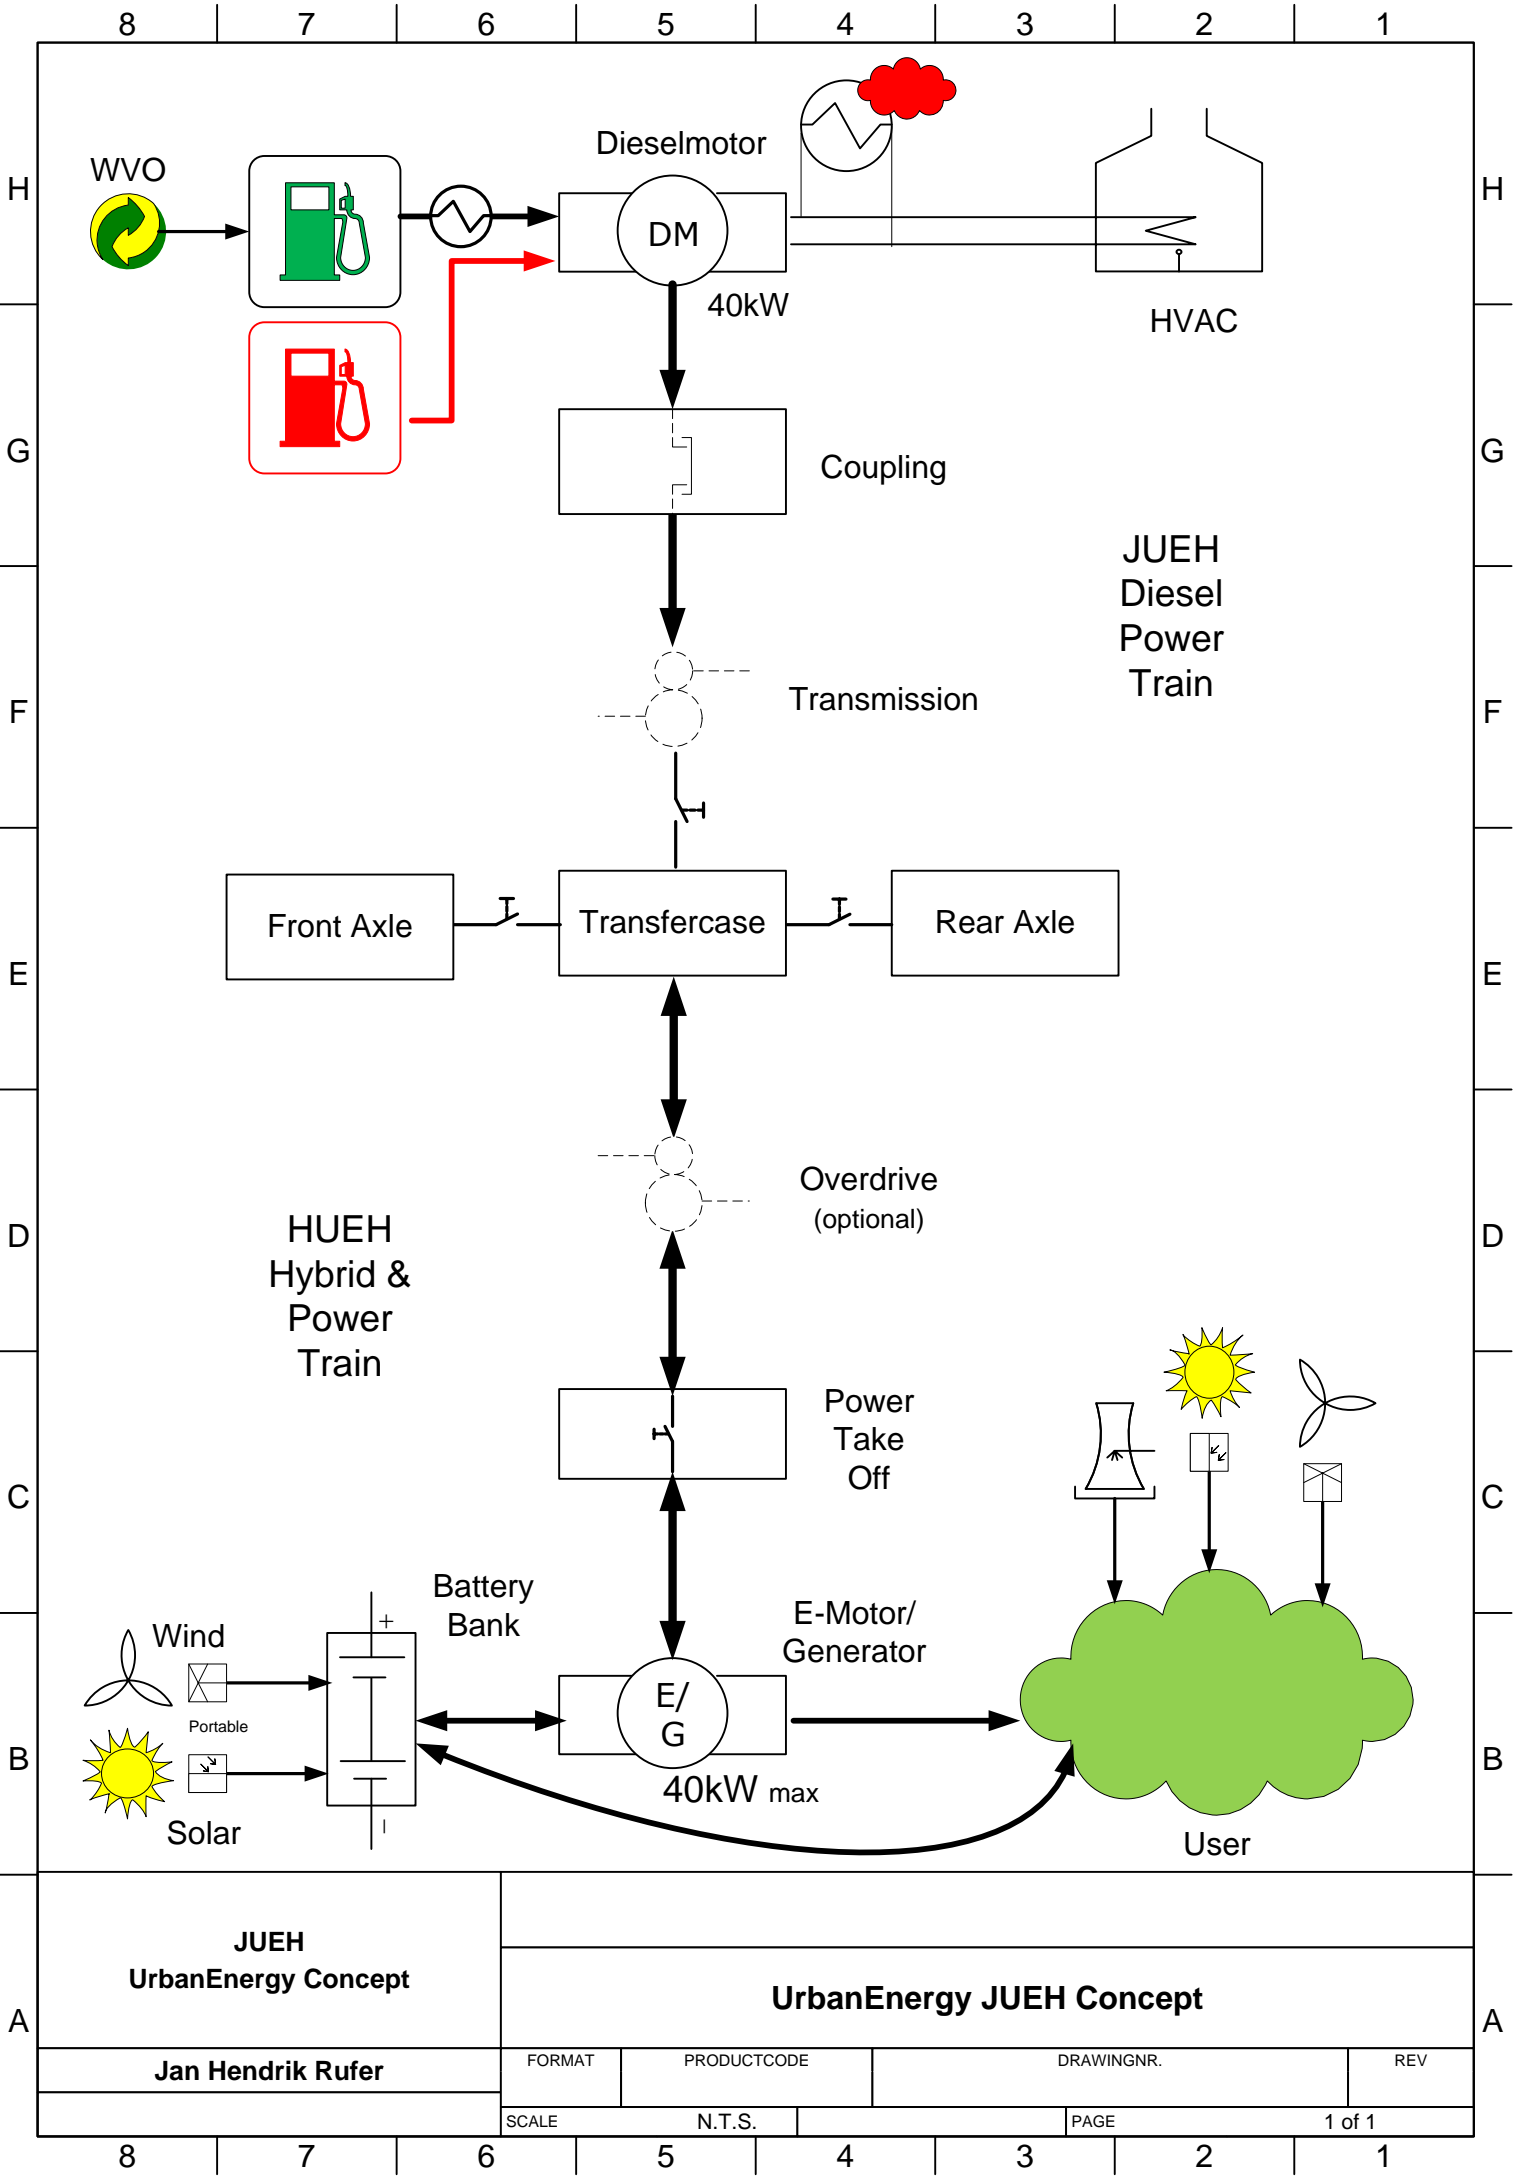 8 7 6 5 4 3 2 1
H H
WVO
Dieselmotor
DM
40kW
HVAC
G G
Coupling
JUEH
Diesel
Power
Train
F F
Transmission
Front Axle
Transfercase
Rear Axle
E E
Overdrive
(optional)
D D
HUEH
Hybrid &
Power
Train
Power
Take
Off
C C
Battery
Bank
+
E-Motor/
Generator
Wind
Portable
E/
G
B B
40kW max
Solar
User
JUEH
UrbanEnergy Concept
UrbanEnergy JUEH Concept
A A
Jan Hendrik Rufer
FORMAT PRODUCTCODE DRAWINGNR. REV
SCALE N.T.S. PAGE 1 of 1
8 7 6 5 4 3 2 1